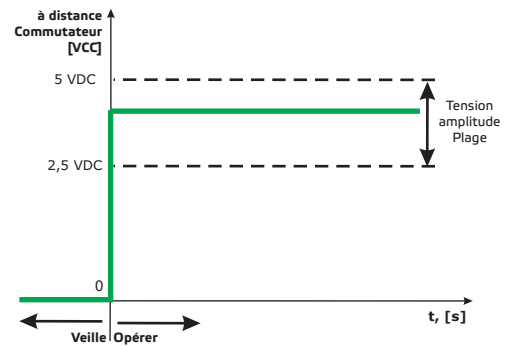 à distance
Commutateur
[VCC]
5 VDC
Tension
amplitude
Plage
2,5 VDC
0
t, [s]
Veille
Opérer